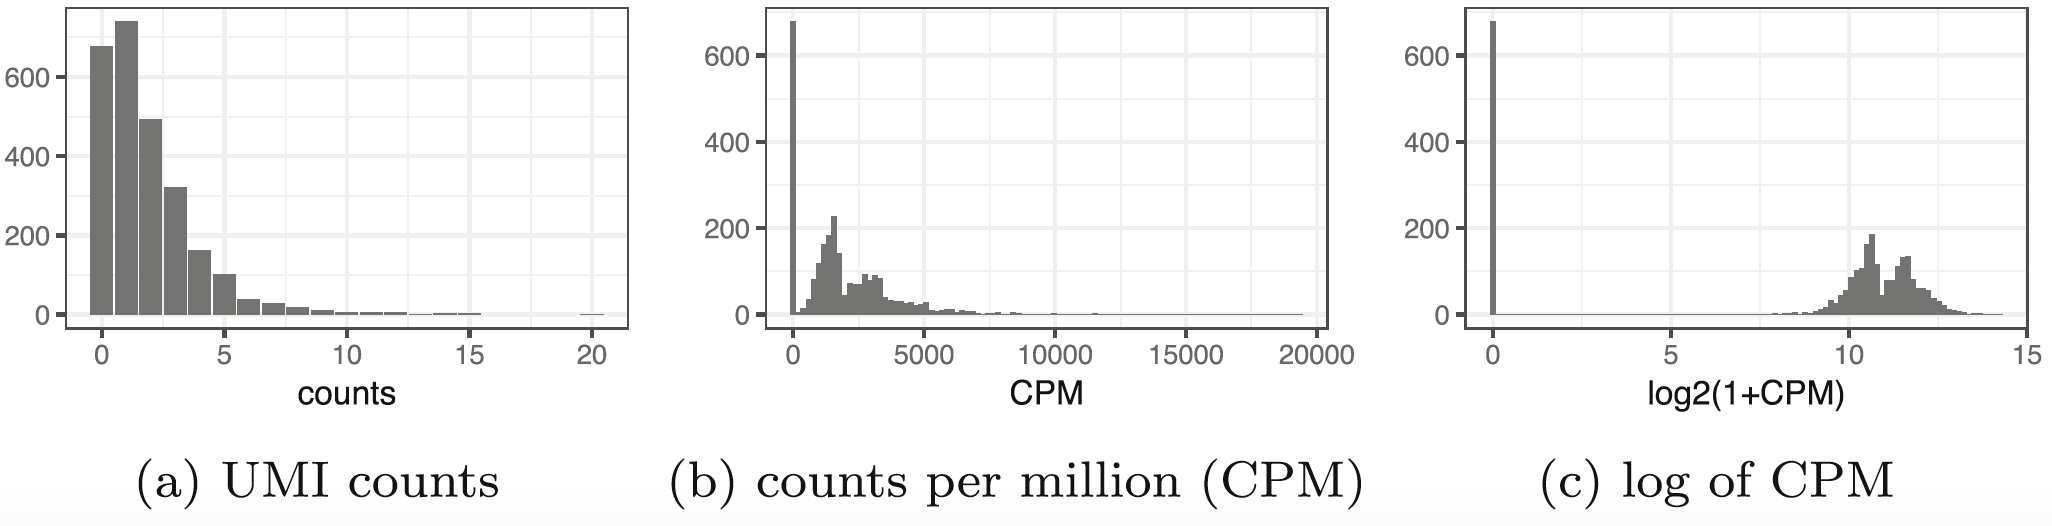 600
400
200
0
0 5 10 15 20
counts
(a) UMI counts
600
400
200
0
0 5000 10000 15000 20000
CPM
(b) counts per million (CPM)
600
400
200
0
0 5 10 15
log2(1+CPM)
(c) log of CPM